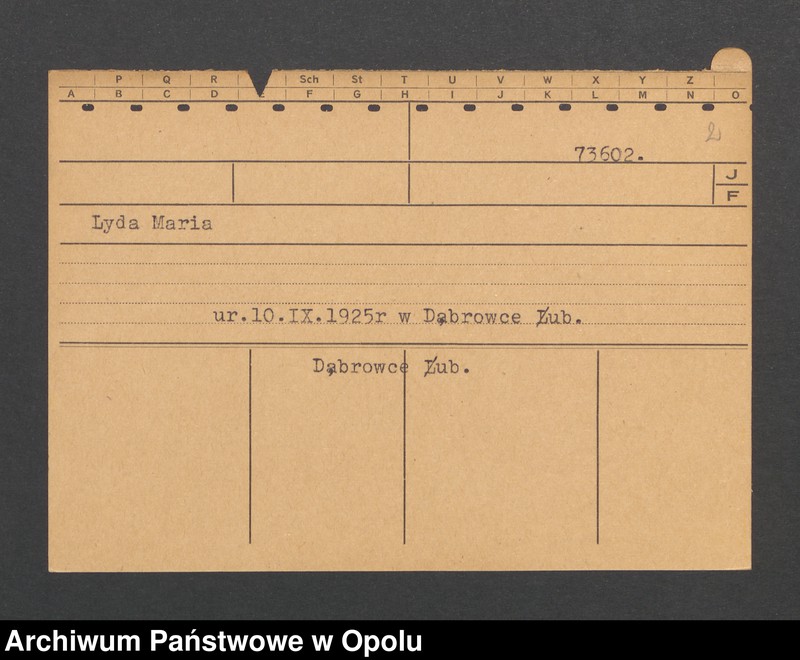 P Q R Sch St T U V W X Y Z
A B C D E F G H I J K L M N O
2
73602.
J
F
Lyda Maria
ur.10.IX.1925r w Dąbrowce Łub.
Dąbrowce Łub.
Archiwum Państwowe w Opolu